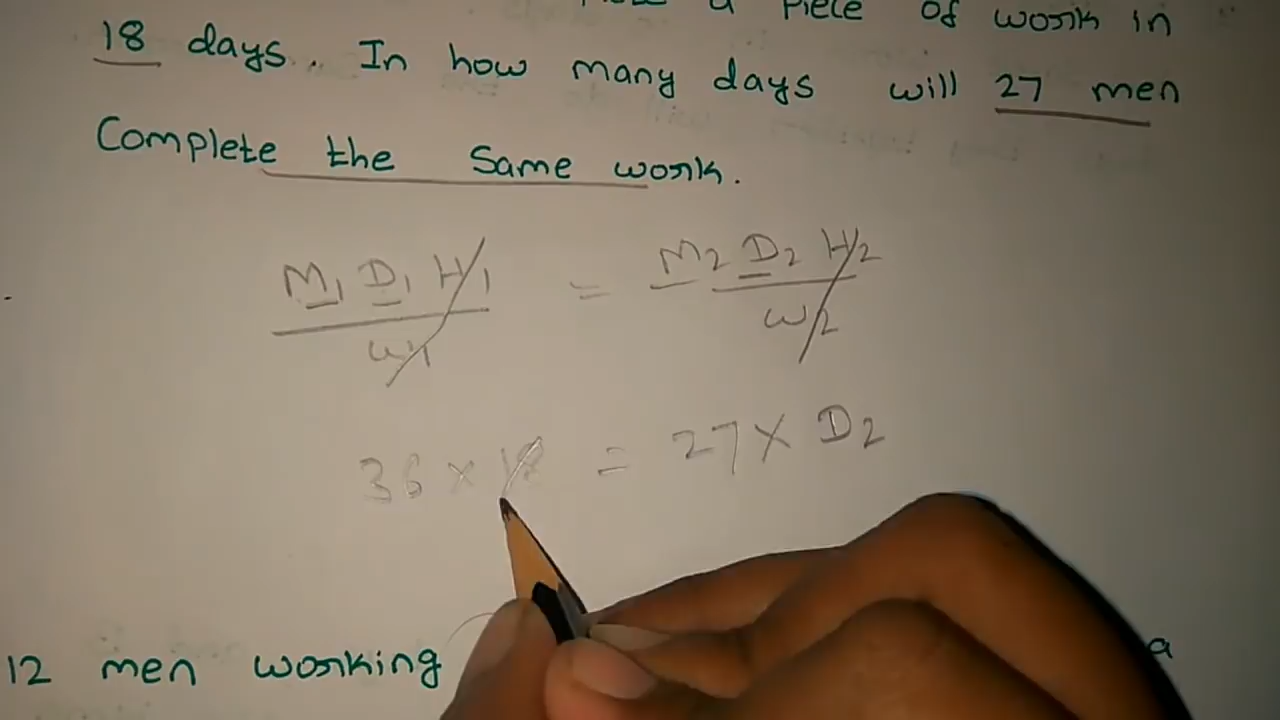 a piece of work in
18 days. In how many days will 27 men
Complete the same work.
M1 D1 H1 = M2 D2 H2
W1 W2
36 × 18 = 27 × D2
12 men working a